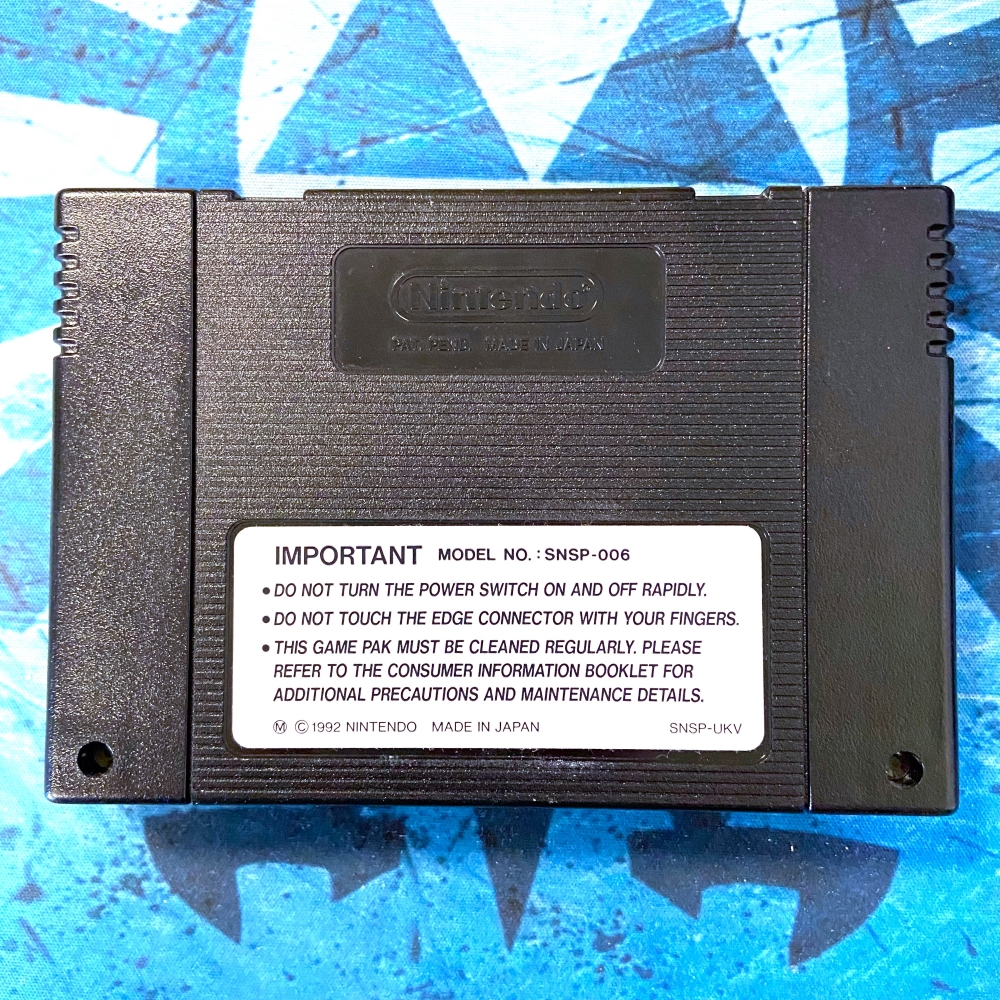 Nintendo
PAT. PEND. MADE IN JAPAN
IMPORTANT MODEL NO.: SNSP-006
• DO NOT TURN THE POWER SWITCH ON AND OFF RAPIDLY.
• DO NOT TOUCH THE EDGE CONNECTOR WITH YOUR FINGERS.
• THIS GAME PAK MUST BE CLEANED REGULARLY. PLEASE
REFER TO THE CONSUMER INFORMATION BOOKLET FOR
ADDITIONAL PRECAUTIONS AND MAINTENANCE DETAILS.
Ⓜ ©1992 NINTENDO MADE IN JAPAN SNSP-UKV